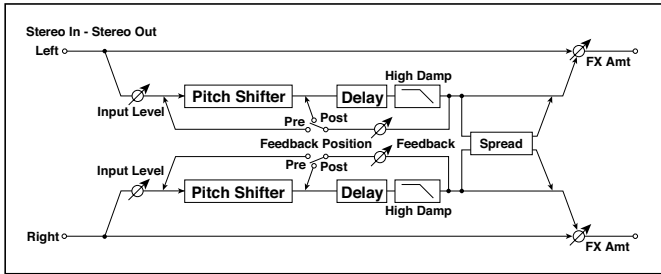 Stereo In - Stereo Out
Left
FX Amt
High Damp
Pitch Shifter
Delay
Input Level
Post
Pre
Feedback Position
Feedback
Spread
Input Level
Pre
Post
Pitch Shifter
Delay
High Damp
Right
FX Amt